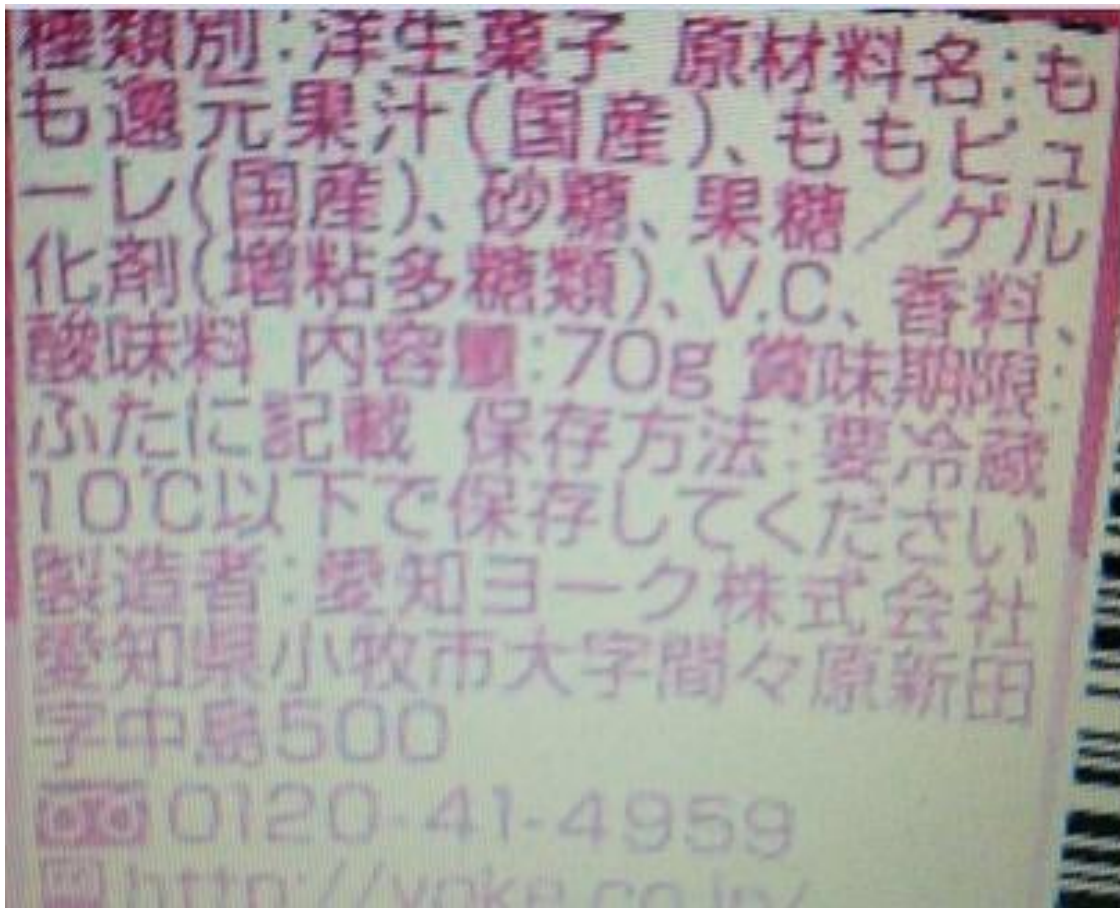 種類別:洋生菓子 原材料名:も
も還元果汁(国産)、ももピュ
ーレ(国産)、砂糖、果糖/ゲル
化剤(増粘多糖類)、V.C、香料、
酸味料 内容量:70g 賞味期限:
ふたに記載 保存方法:要冷蔵
10℃以下で保存してください
製造者:愛知ヨーク株式会社
愛知県小牧市大字間々原新田
字中島500
0120-41-4959
http://yoke.co.jp/